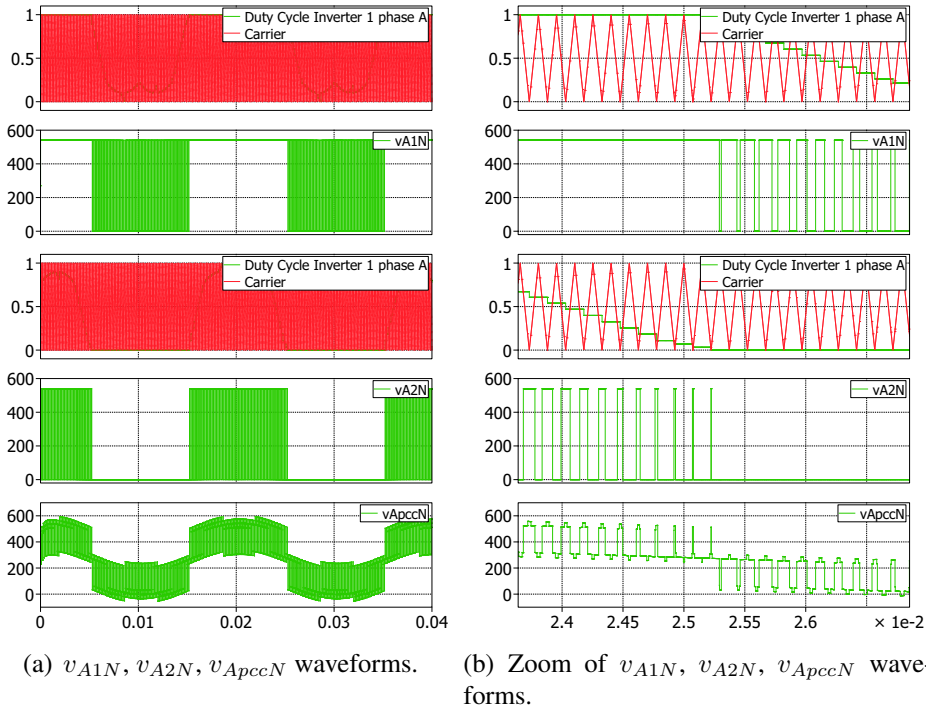 Duty Cycle Inverter 1 phase A
Carrier
1
0.5
0
600
400
200
0
vA1N
Duty Cycle Inverter 1 phase A
Carrier
1
0.5
0
600
400
200
0
vA2N
600
400
200
0
vApccN
0 0.01 0.02 0.03 0.04
(a) vA1N, vA2N, vApccN waveforms.
Duty Cycle Inverter 1 phase A
Carrier
1
0.5
0
600
400
200
0
vA1N
Duty Cycle Inverter 1 phase A
Carrier
1
0.5
0
600
400
200
0
vA2N
600
400
200
0
vApccN
2.4 2.5 2.6 × 1e-2
(b) Zoom of vA1N, vA2N, vApccN wave-
forms.